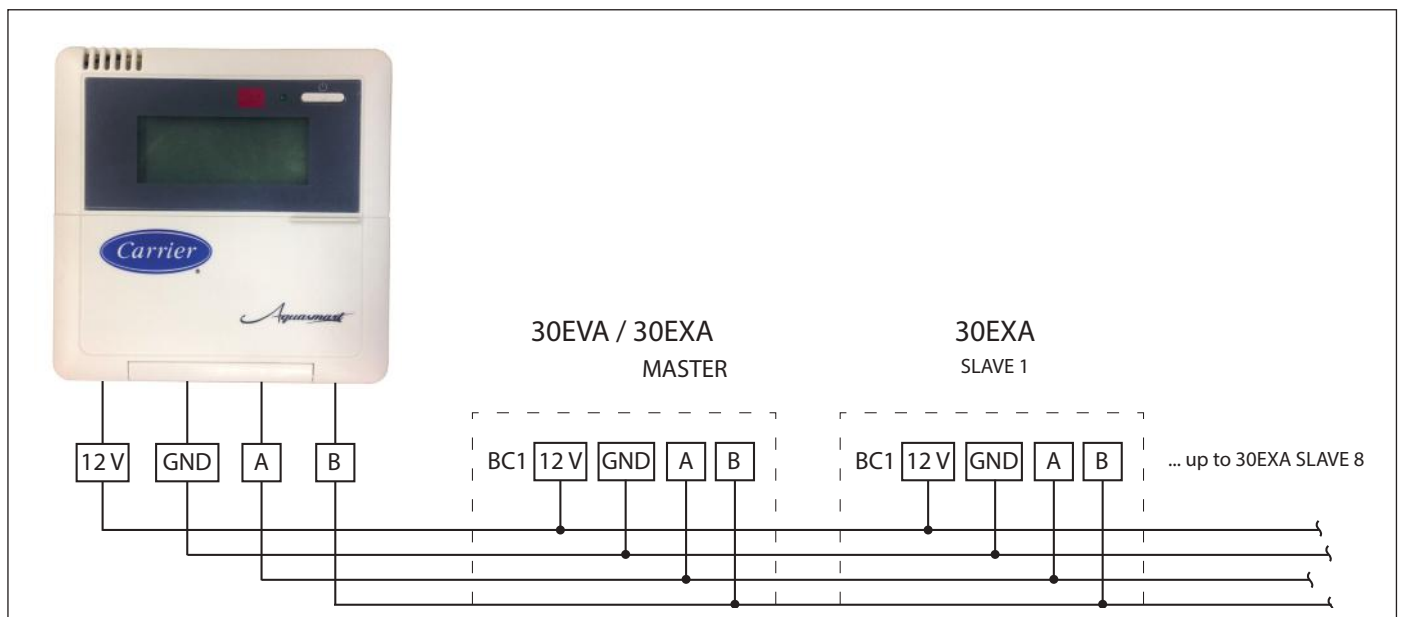 Carrier
Aquasmart
30EVA / 30EXA
MASTER
30EXA
SLAVE 1
12 V GND A B
BC1 12 V GND A B
BC1 12 V GND A B
... up to 30EXA SLAVE 8